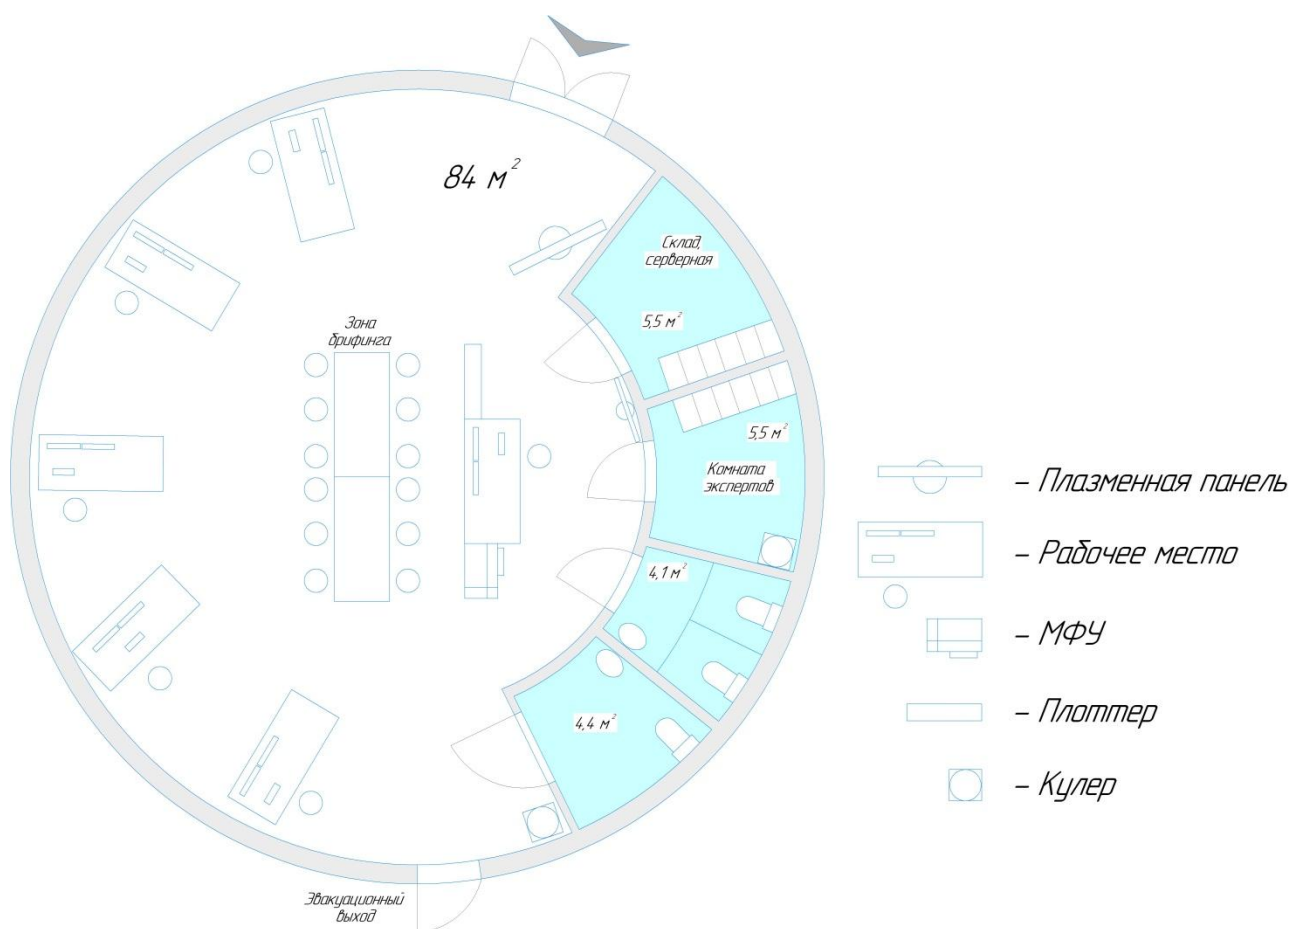 84 м²
Склад,
серверная
5,5 м²
Зона
брифинга
5,5 м²
Комната
экспертов
4,1 м²
4,4 м²
Эвакуационный
выход
– Плазменная панель
– Рабочее место
– МФУ
– Плоттер
– Кулер